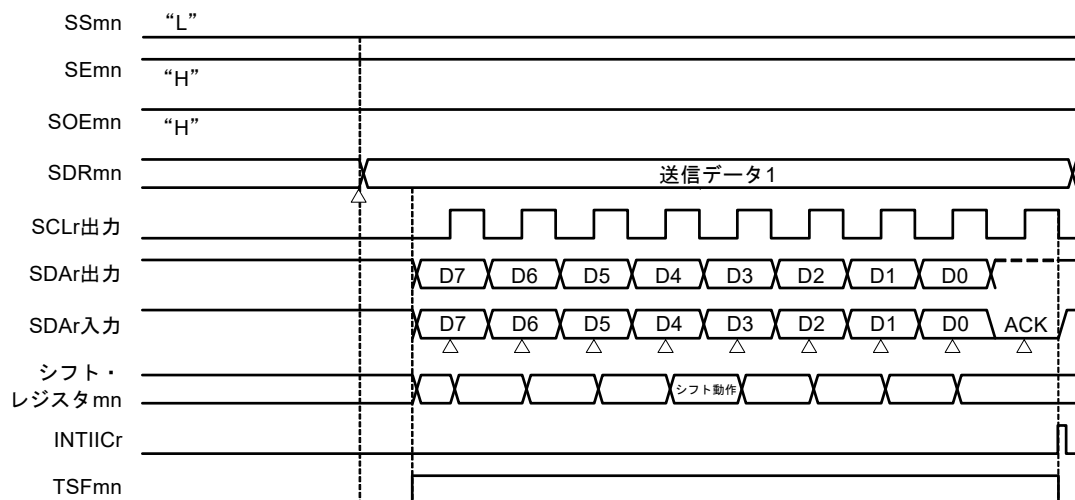 SSmn “L”
SEmn “H”
SOEmn “H”
SDRmn 送信データ1
SCLr出力
SDAr出力 D7 D6 D5 D4 D3 D2 D1 D0
SDAr入力 D7 D6 D5 D4 D3 D2 D1 D0 ACK
シフト・
レジスタmn シフト動作
INTIICr
TSFmn